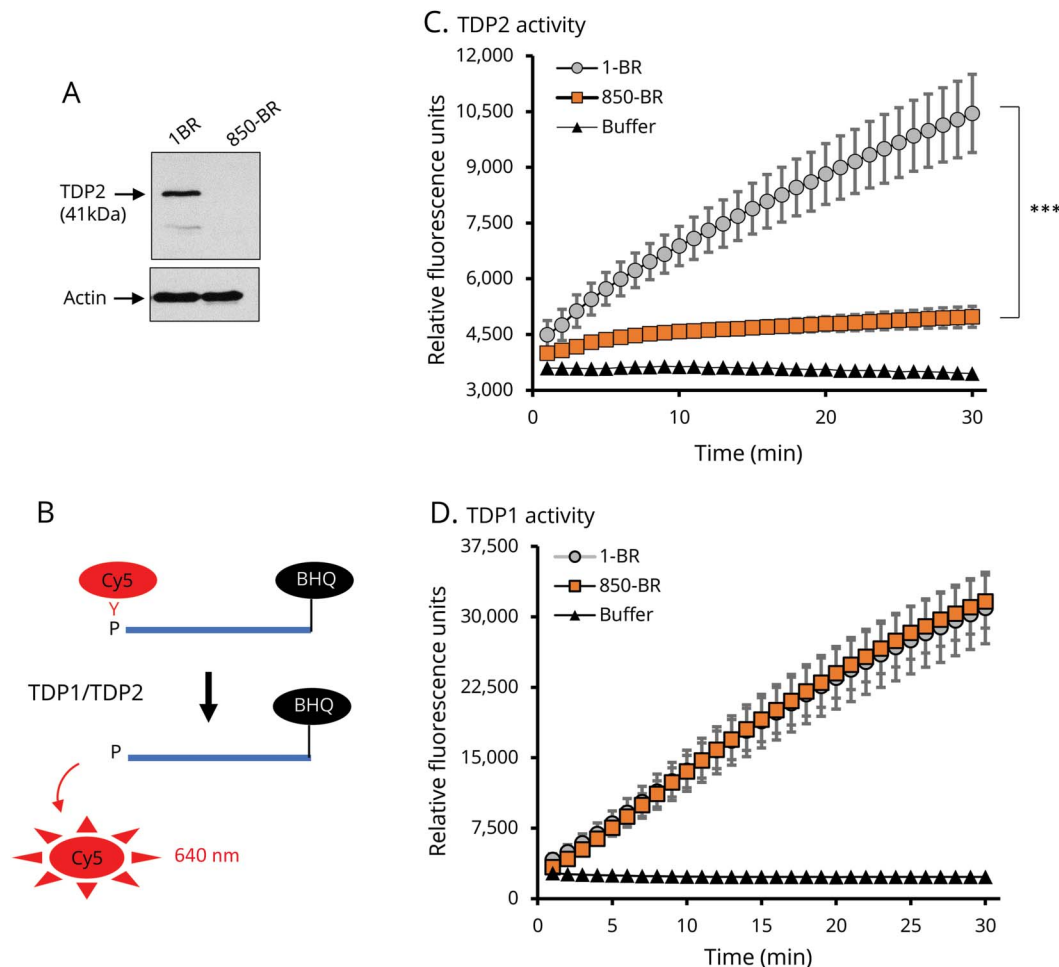 A
1BR
850-BR
TDP2
(41kDa)
Actin
B
Cy5
Y
P
BHQ
TDP1/TDP2
BHQ
P
Cy5
640 nm
C. TDP2 activity
12,000
10,500
9,000
7,500
6,000
4,500
3,000
Relative fluorescence units
1-BR
850-BR
Buffer
***
0
10
20
30
Time (min)
D. TDP1 activity
37,500
30,000
22,500
15,000
7,500
0
Relative fluorescence units
1-BR
850-BR
Buffer
0
5
10
15
20
25
30
Time (min)